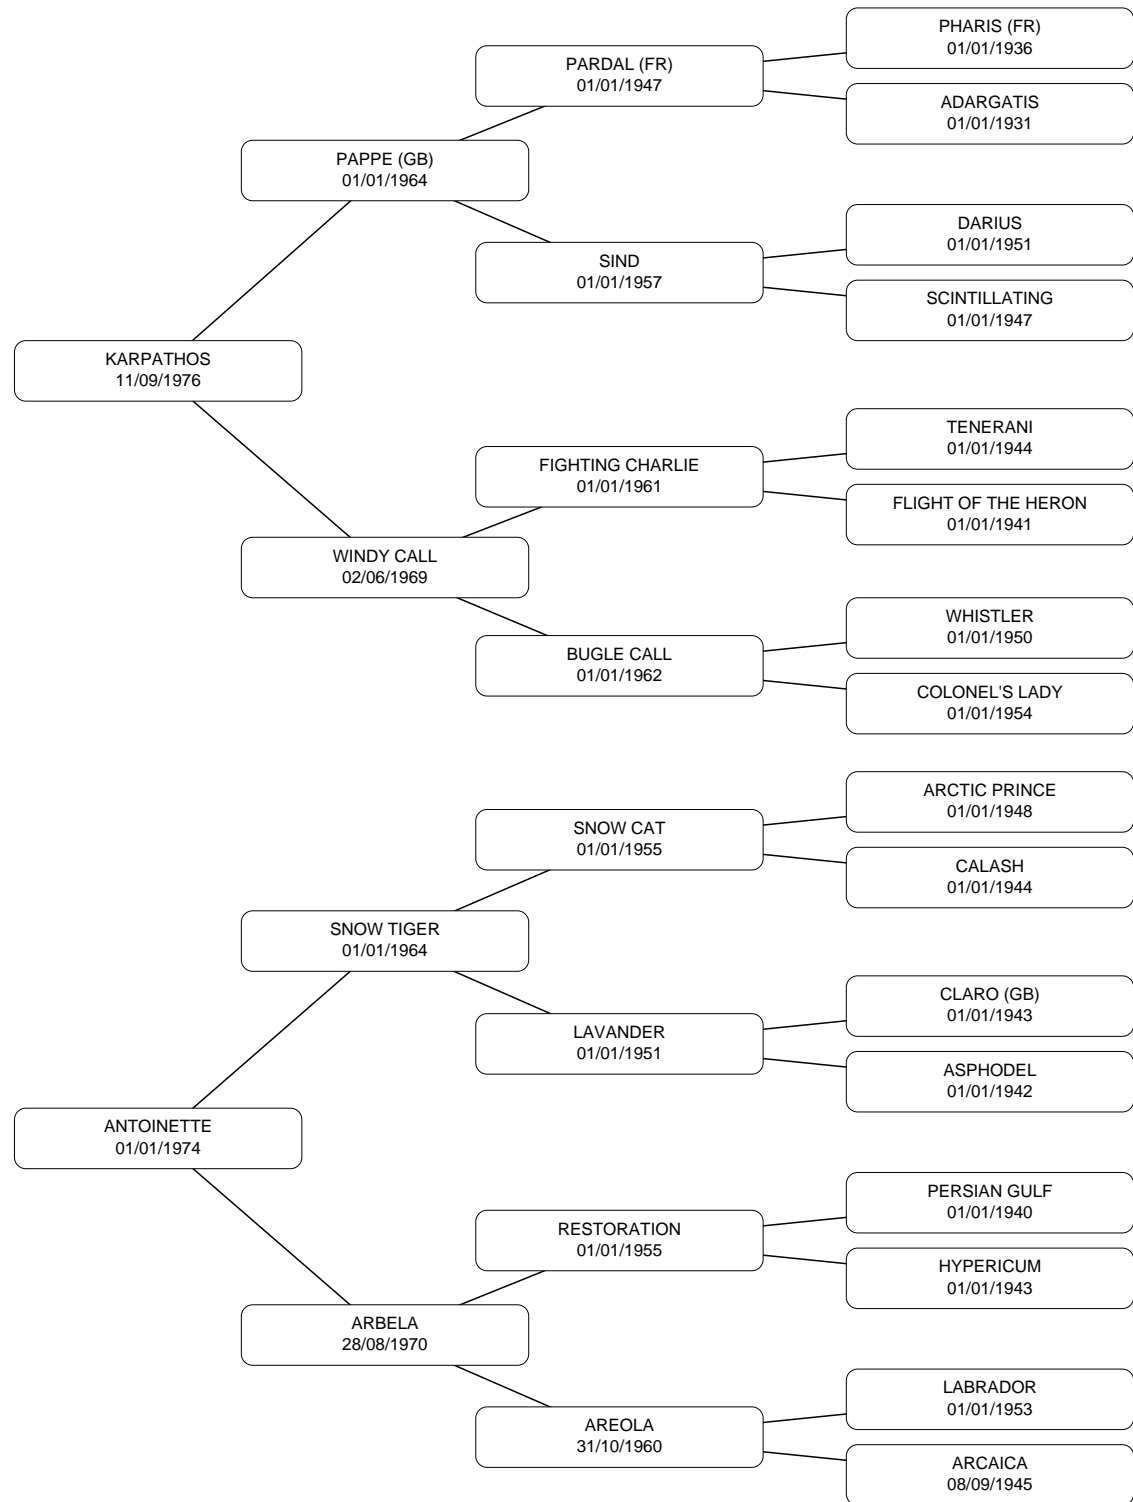 PHARIS (FR)
01/01/1936
PARDAL (FR)
01/01/1947
ADARGATIS
01/01/1931
PAPPE (GB)
01/01/1964
DARIUS
01/01/1951
SIND
01/01/1957
SCINTILLATING
01/01/1947
KARPATHOS
11/09/1976
TENERANI
01/01/1944
FIGHTING CHARLIE
01/01/1961
FLIGHT OF THE HERON
01/01/1941
WINDY CALL
02/06/1969
WHISTLER
01/01/1950
BUGLE CALL
01/01/1962
COLONEL'S LADY
01/01/1954
ARCTIC PRINCE
01/01/1948
SNOW CAT
01/01/1955
CALASH
01/01/1944
SNOW TIGER
01/01/1964
CLARO (GB)
01/01/1943
LAVANDER
01/01/1951
ASPHODEL
01/01/1942
ANTOINETTE
01/01/1974
PERSIAN GULF
01/01/1940
RESTORATION
01/01/1955
HYPERICUM
01/01/1943
ARBELA
28/08/1970
LABRADOR
01/01/1953
AREOLA
31/10/1960
ARCAICA
08/09/1945